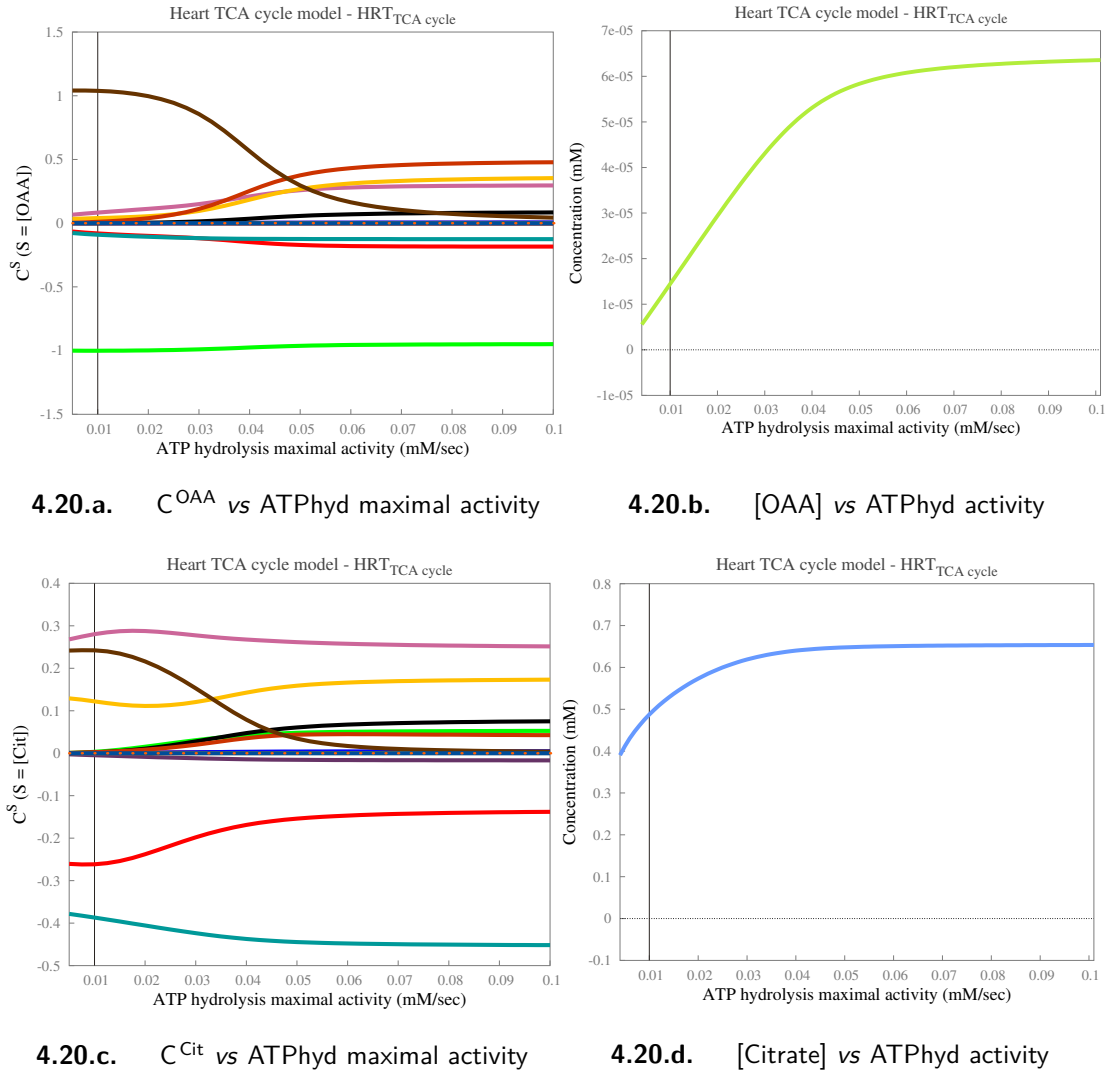 Heart TCA cycle model - HRT_TCA cycle
1.5
1
0.5
0
-0.5
-1
-1.5
C^S (S = [OAA])
0.01 0.02 0.03 0.04 0.05 0.06 0.07 0.08 0.09 0.1
ATP hydrolysis maximal activity (mM/sec)
Heart TCA cycle model - HRT_TCA cycle
7e-05
6e-05
5e-05
4e-05
3e-05
2e-05
1e-05
0
-1e-05
Concentration (mM)
0.01 0.02 0.03 0.04 0.05 0.06 0.07 0.08 0.09 0.1
ATP hydrolysis maximal activity (mM/sec)
4.20.a. C^OAA vs ATPhyd maximal activity
4.20.b. [OAA] vs ATPhyd activity
Heart TCA cycle model - HRT_TCA cycle
0.4
0.3
0.2
0.1
0
-0.1
-0.2
-0.3
-0.4
-0.5
C^S (S = [Cit])
0.01 0.02 0.03 0.04 0.05 0.06 0.07 0.08 0.09 0.1
ATP hydrolysis maximal activity (mM/sec)
Heart TCA cycle model - HRT_TCA cycle
0.8
0.7
0.6
0.5
0.4
0.3
0.2
0.1
0
-0.1
Concentration (mM)
0.01 0.02 0.03 0.04 0.05 0.06 0.07 0.08 0.09 0.1
ATP hydrolysis maximal activity (mM/sec)
4.20.c. C^Cit vs ATPhyd maximal activity
4.20.d. [Citrate] vs ATPhyd activity